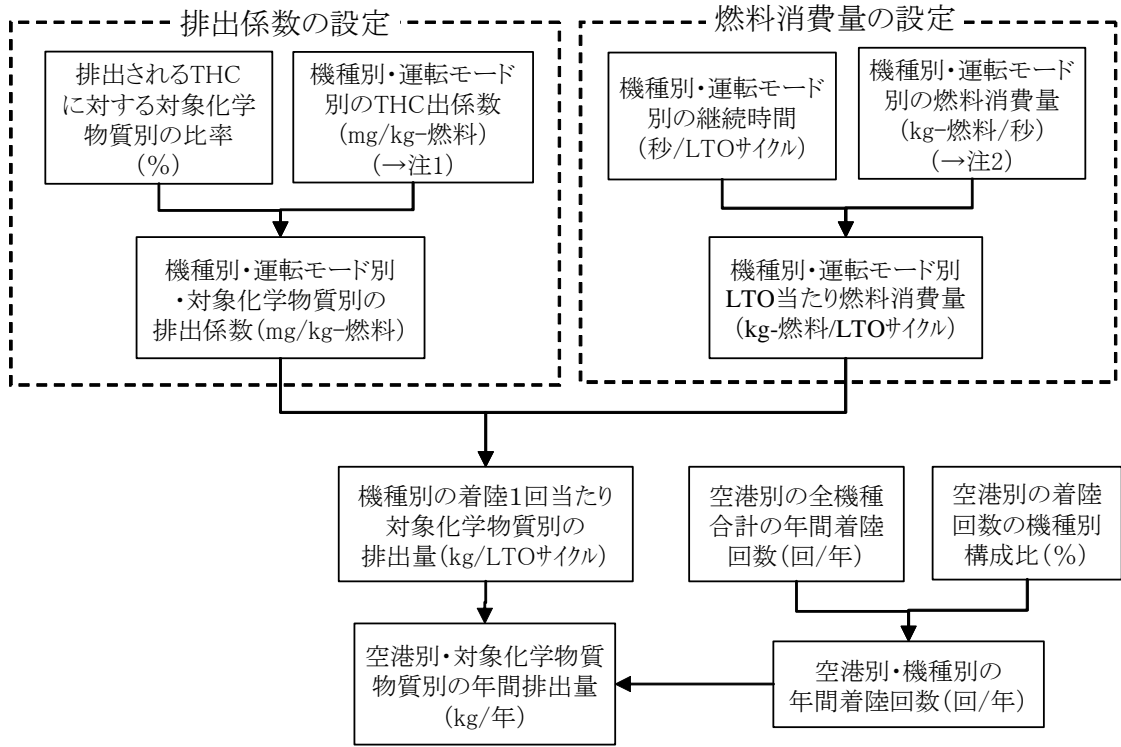 排出係数の設定
排出されるTHC
に対する対象化学
物質別の比率
(%)
機種別・運転モード
別のTHC出係数
(mg/kg-燃料)
(→注1)
機種別・運転モード別
・対象化学物質別の
排出係数(mg/kg-燃料)
燃料消費量の設定
機種別・運転モード
別の継続時間
(秒/LTOサイクル)
機種別・運転モード
別の燃料消費量
(kg-燃料/秒)
(→注2)
機種別・運転モード別
LTO当たり燃料消費量
(kg-燃料/LTOサイクル)
機種別の着陸1回当たり
対象化学物質別の
排出量(kg/LTOサイクル)
空港別の全機種
合計の年間着陸
回数(回/年)
空港別の着陸
回数の機種別
構成比(%)
空港別・対象化学物質
物質別の年間排出量
(kg/年)
空港別・機種別の
年間着陸回数(回/年)